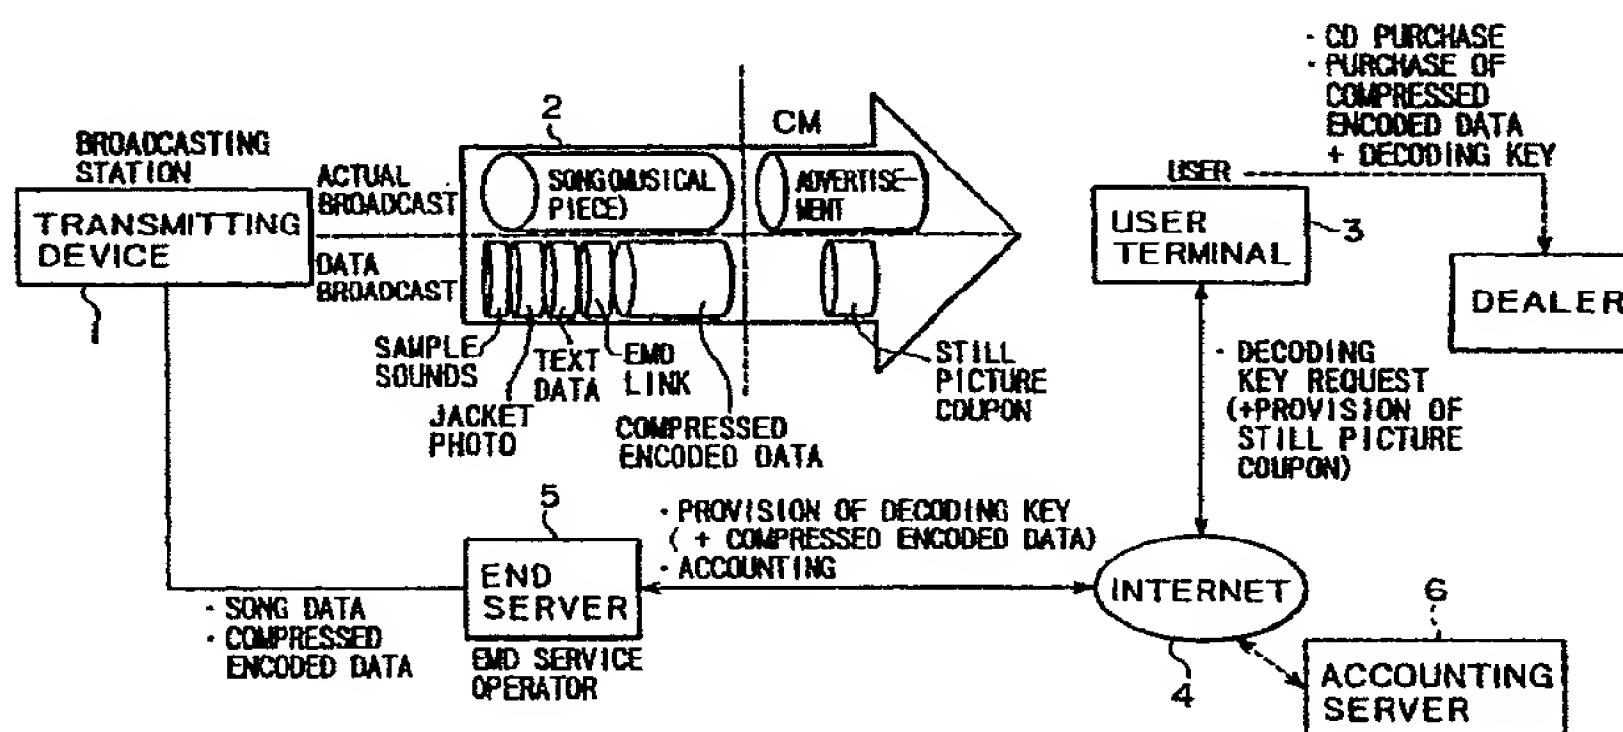 · CD PURCHASE
· PURCHASE OF
COMPRESSED
ENCODED DATA
+ DECODING KEY
2
CM
BROADCASTING
STATION
ACTUAL
BROADCAST
SONG(MUSICAL
PIECE)
ADVERTISE-
MENT
USER
TRANSMITTING
DEVICE
USER
TERMINAL
3
DATA
BROADCAST
DEALER
1
SAMPLE
SOUNDS
TEXT
DATA
EMD
LINK
STILL
PICTURE
COUPON
JACKET
PHOTO
COMPRESSED
ENCODED DATA
· DECODING
KEY REQUEST
(+PROVISION OF
STILL PICTURE
COUPON)
5
· PROVISION OF DECODING KEY
( + COMPRESSED ENCODED DATA)
· ACCOUNTING
END
SERVER
INTERNET
6
· SONG DATA
· COMPRESSED
ENCODED DATA
EMD SERVICE
OPERATOR
4
ACCOUNTING
SERVER